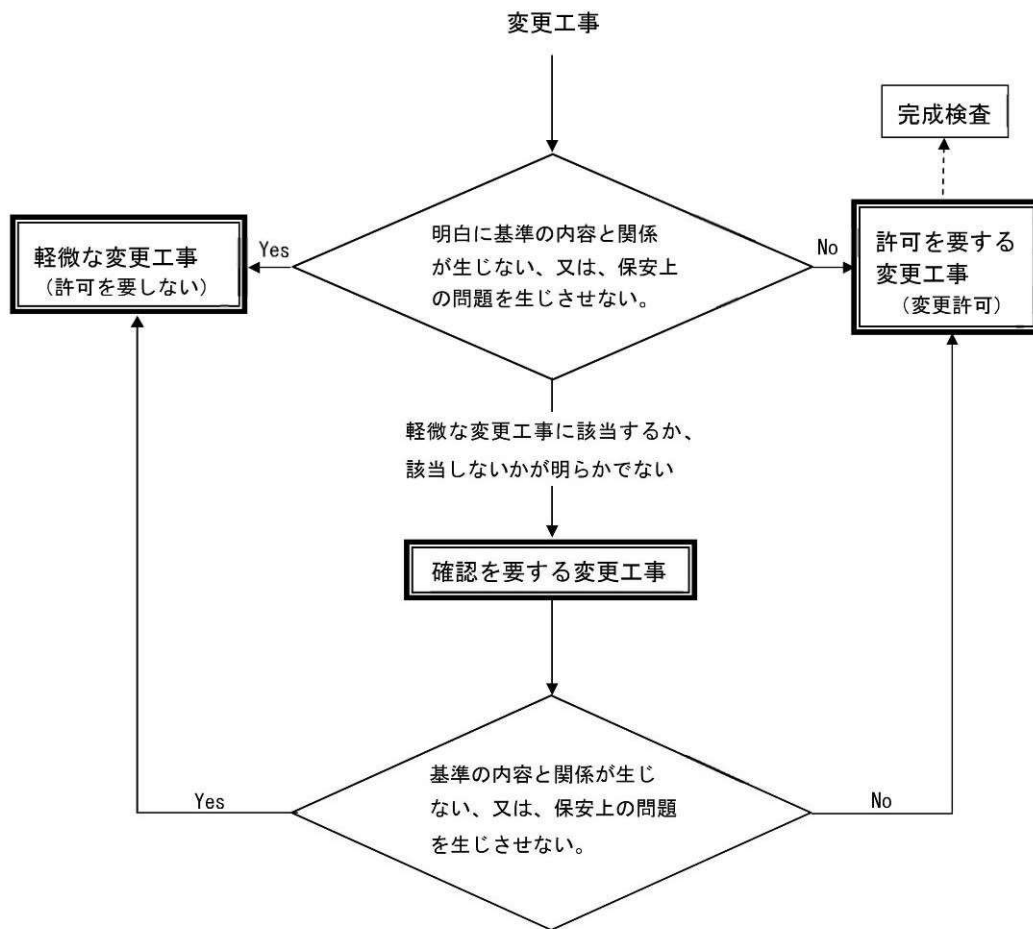 変更工事
完成検査
明白に基準の内容と関係
が生じない、又は、保安上
の問題を生じさせない。
Yes
No
軽微な変更工事
（許可を要しない）
許可を要する
変更工事
（変更許可）
軽微な変更工事に該当するか、
該当しないかが明らかでない
確認を要する変更工事
基準の内容と関係が生じ
ない、又は、保安上の問題
を生じさせない。
Yes
No